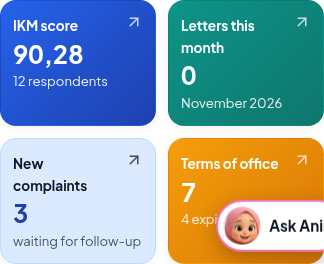 IKM score
90,28
12 respondents
Letters this
month
0
November 2026
New
complaints
3
waiting for follow-up
Terms of office
7
4 expi
Ask Ani